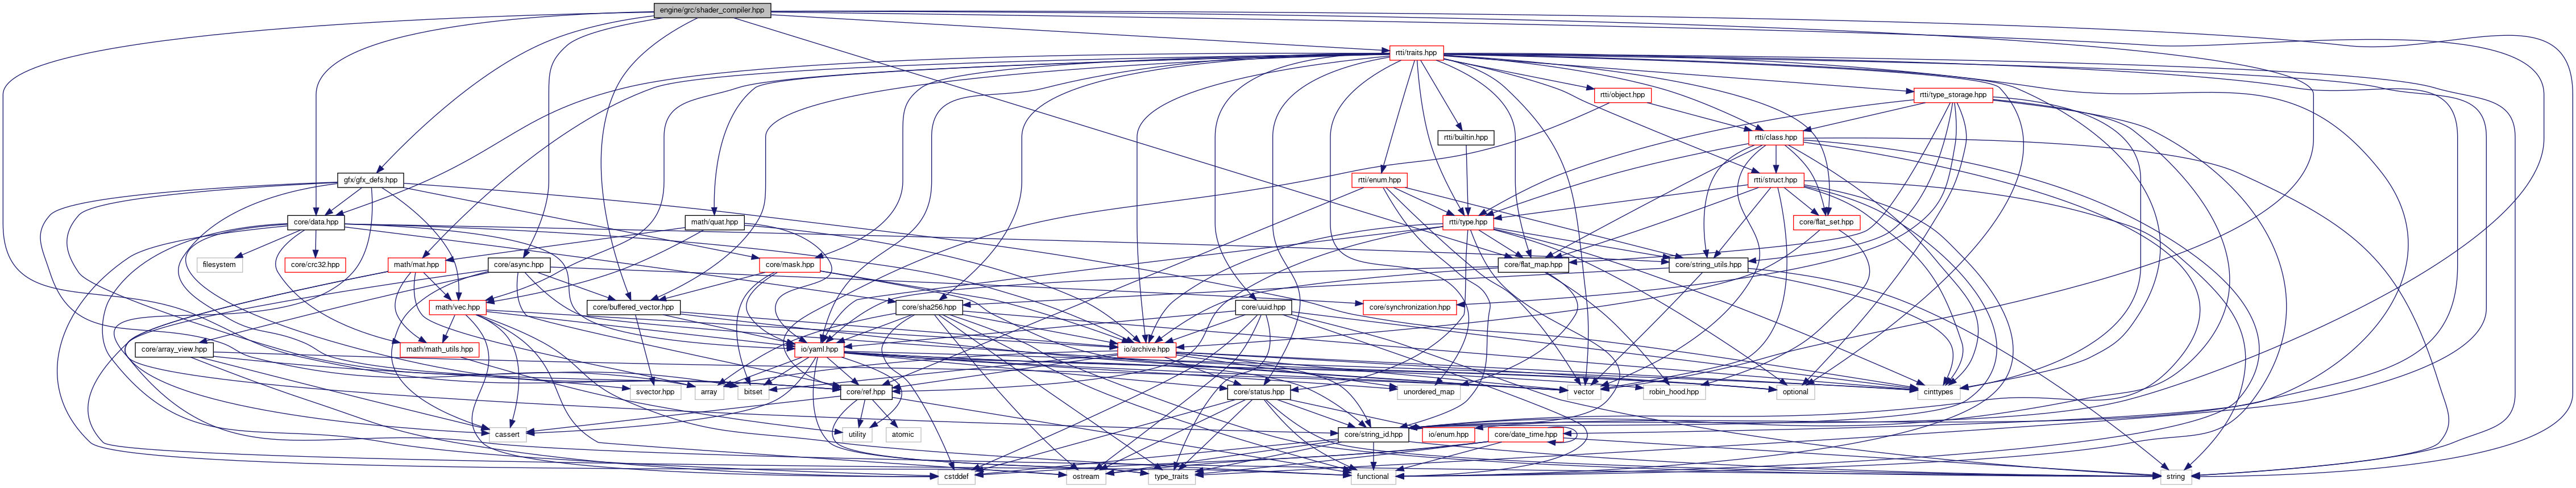 engine/grc/shader_compiler.hpp
rtti/traits.hpp
rtti/object.hpp
rtti/type_storage.hpp
rtti/builtin.hpp
rtti/class.hpp
gfx/gfx_defs.hpp
rtti/enum.hpp
rtti/struct.hpp
core/data.hpp
math/quat.hpp
rtti/type.hpp
core/flat_set.hpp
filesystem
core/crc32.hpp
math/mat.hpp
core/async.hpp
core/mask.hpp
core/flat_map.hpp
core/string_utils.hpp
math/vec.hpp
core/buffered_vector.hpp
core/sha256.hpp
core/synchronization.hpp
core/uuid.hpp
core/array_view.hpp
math/math_utils.hpp
io/yaml.hpp
io/archive.hpp
svector.hpp
array
bitset
core/ref.hpp
core/status.hpp
unordered_map
vector
robin_hood.hpp
optional
cinttypes
cassert
utility
atomic
core/string_id.hpp
io/enum.hpp
core/date_time.hpp
cstddef
ostream
type_traits
functional
string